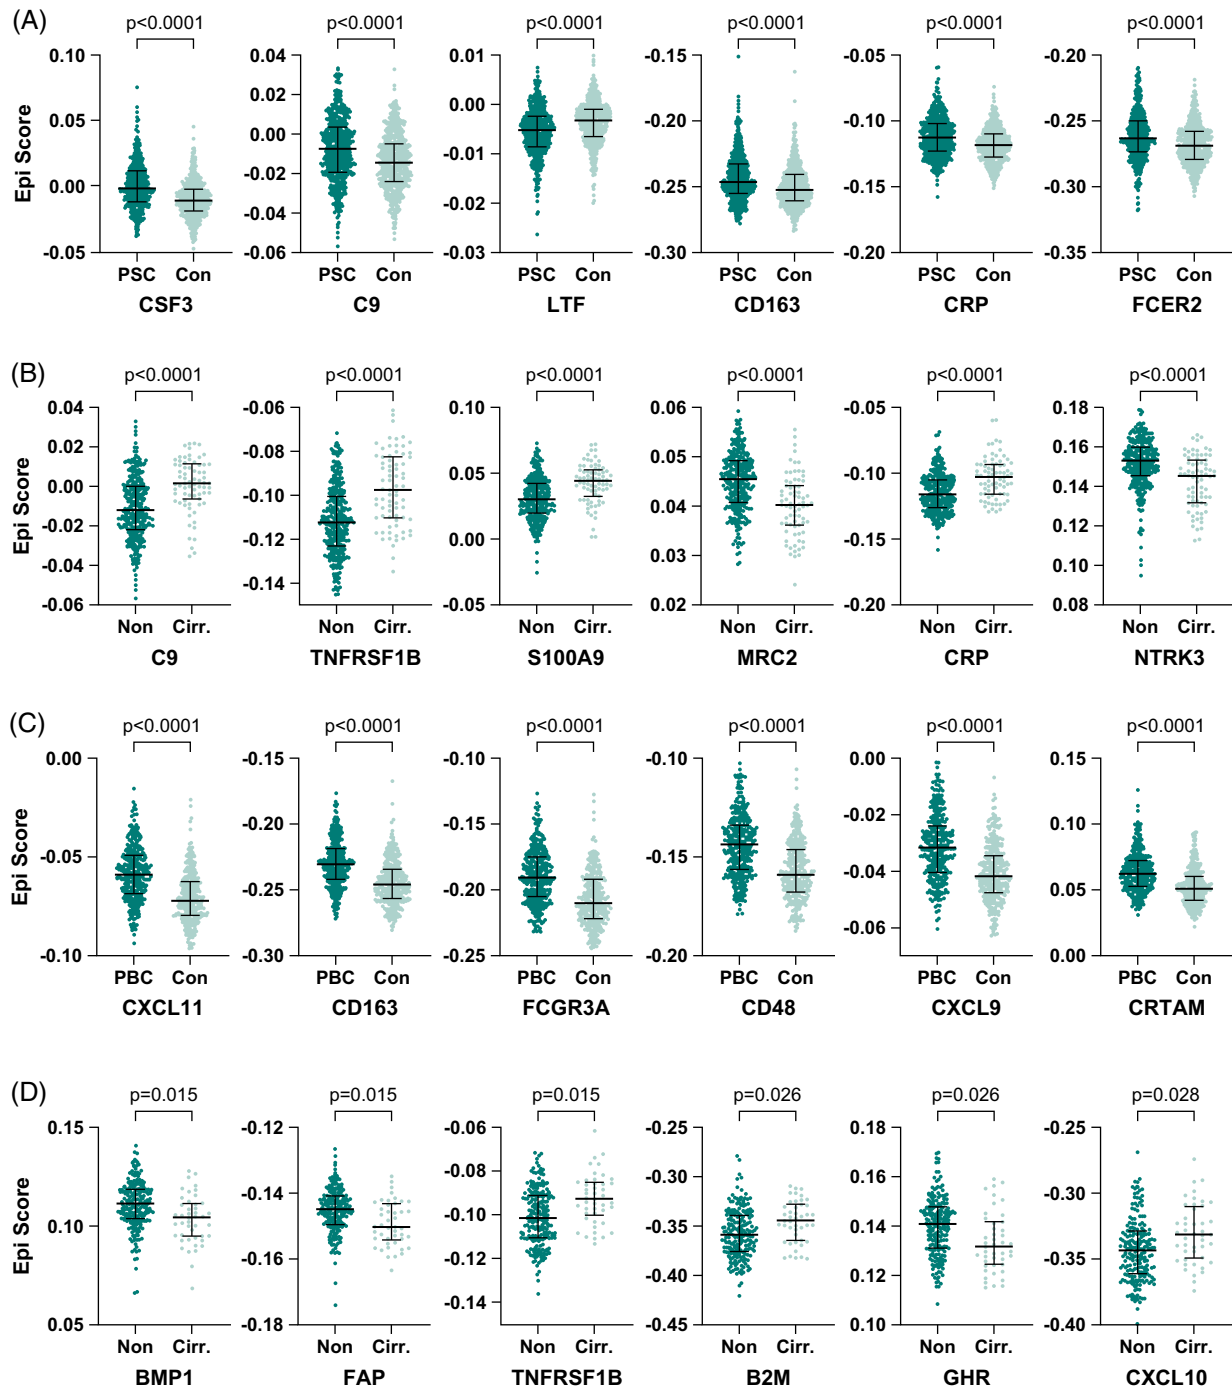 (A)
p<0.0001 p<0.0001 p<0.0001 p<0.0001 p<0.0001 p<0.0001
Epi Score
0.10 0.05 0.00 -0.05
0.04 0.02 0.00 -0.02 -0.04 -0.06
0.01 0.00 -0.01 -0.02 -0.03
-0.15 -0.20 -0.25 -0.30
-0.05 -0.10 -0.15 -0.20
-0.20 -0.25 -0.30 -0.35
PSC Con PSC Con PSC Con PSC Con PSC Con PSC Con
CSF3 C9 LTF CD163 CRP FCER2
(B)
p<0.0001 p<0.0001 p<0.0001 p<0.0001 p<0.0001 p<0.0001
Epi Score
0.04 0.02 0.00 -0.02 -0.04 -0.06
-0.06 -0.08 -0.10 -0.12 -0.14
0.10 0.05 0.00 -0.05
0.06 0.05 0.04 0.03 0.02
-0.05 -0.10 -0.15 -0.20
0.18 0.16 0.14 0.12 0.10 0.08
Non Cirr. Non Cirr. Non Cirr. Non Cirr. Non Cirr. Non Cirr.
C9 TNFRSF1B S100A9 MRC2 CRP NTRK3
(C)
p<0.0001 p<0.0001 p<0.0001 p<0.0001 p<0.0001 p<0.0001
Epi Score
0.00 -0.05 -0.10
-0.15 -0.20 -0.25 -0.30
-0.10 -0.15 -0.20 -0.25
-0.10 -0.15 -0.20
0.00 -0.02 -0.04 -0.06
0.15 0.10 0.05 0.00
PBC Con PBC Con PBC Con PBC Con PBC Con PBC Con
CXCL11 CD163 FCGR3A CD48 CXCL9 CRTAM
(D)
p=0.015 p=0.015 p=0.015 p=0.026 p=0.026 p=0.028
Epi Score
0.15 0.10 0.05
-0.12 -0.14 -0.16 -0.18
-0.06 -0.08 -0.10 -0.12 -0.14
-0.25 -0.30 -0.35 -0.40 -0.45
0.18 0.16 0.14 0.12 0.10
-0.25 -0.30 -0.35 -0.40
Non Cirr. Non Cirr. Non Cirr. Non Cirr. Non Cirr. Non Cirr.
BMP1 FAP TNFRSF1B B2M GHR CXCL10